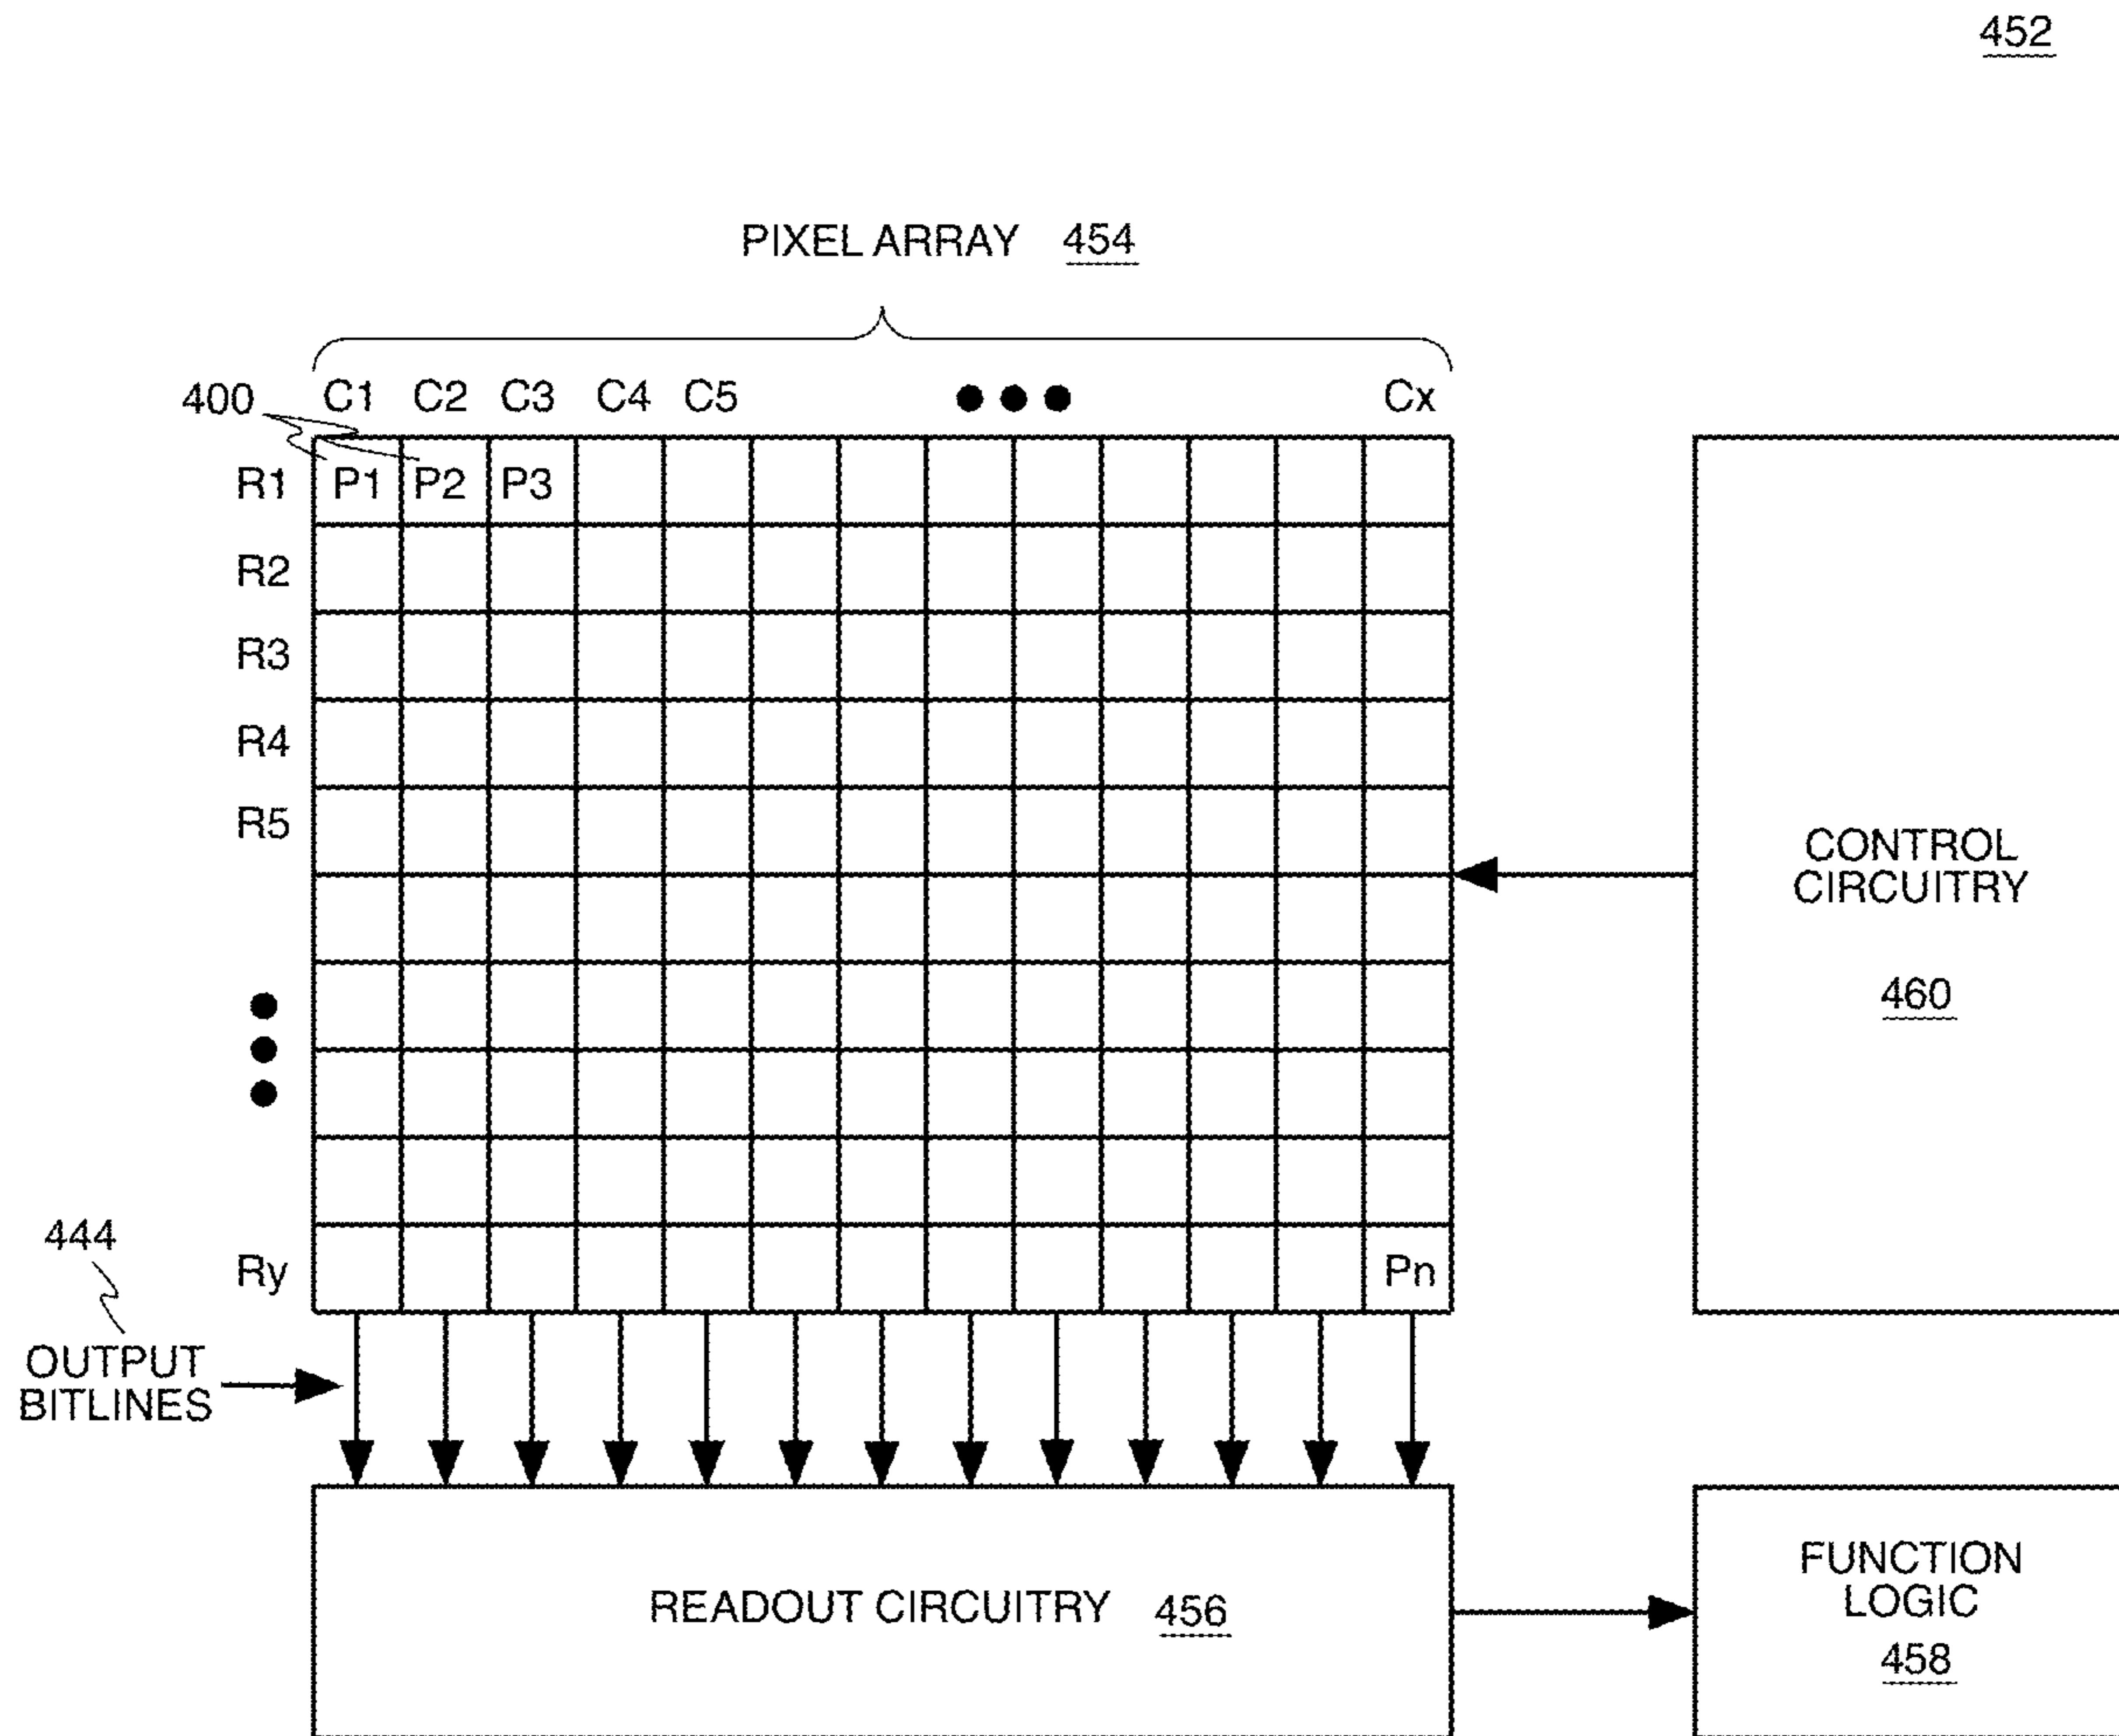 452
PIXEL ARRAY 454
400 C1 C2 C3 C4 C5 ●●● Cx
R1 P1 P2 P3
R2
R3
R4
R5
CONTROL
CIRCUITRY
460
444
Ry Pn
OUTPUT
BITLINES
READOUT CIRCUITRY 456
FUNCTION
LOGIC
458